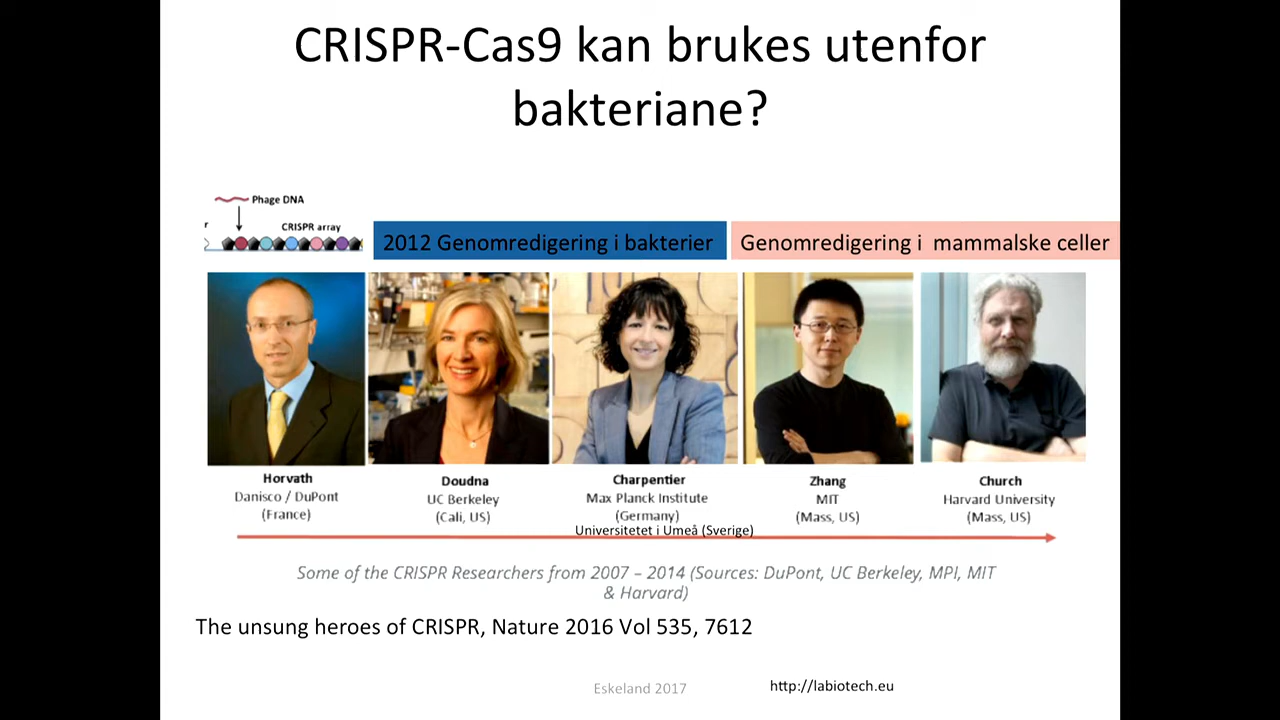 CRISPR-Cas9 kan brukes utenfor
bakteriane?
Phage DNA
r
CRISPR array
2012 Genomredigering i bakterier
Genomredigering i  mammalske celler
Horvath
Danisco / DuPont
(France)
Doudna
UC Berkeley
(Cali, US)
Charpentier
Max Planck Institute
(Germany)
Universitetet i Umeå (Sverige)
Zhang
MIT
(Mass, US)
Church
Harvard University
(Mass, US)
Some of the CRISPR Researchers from 2007 – 2014 (Sources: DuPont, UC Berkeley, MPI, MIT
& Harvard)
The unsung heroes of CRISPR, Nature 2016 Vol 535, 7612
Eskeland 2017
http://labiotech.eu